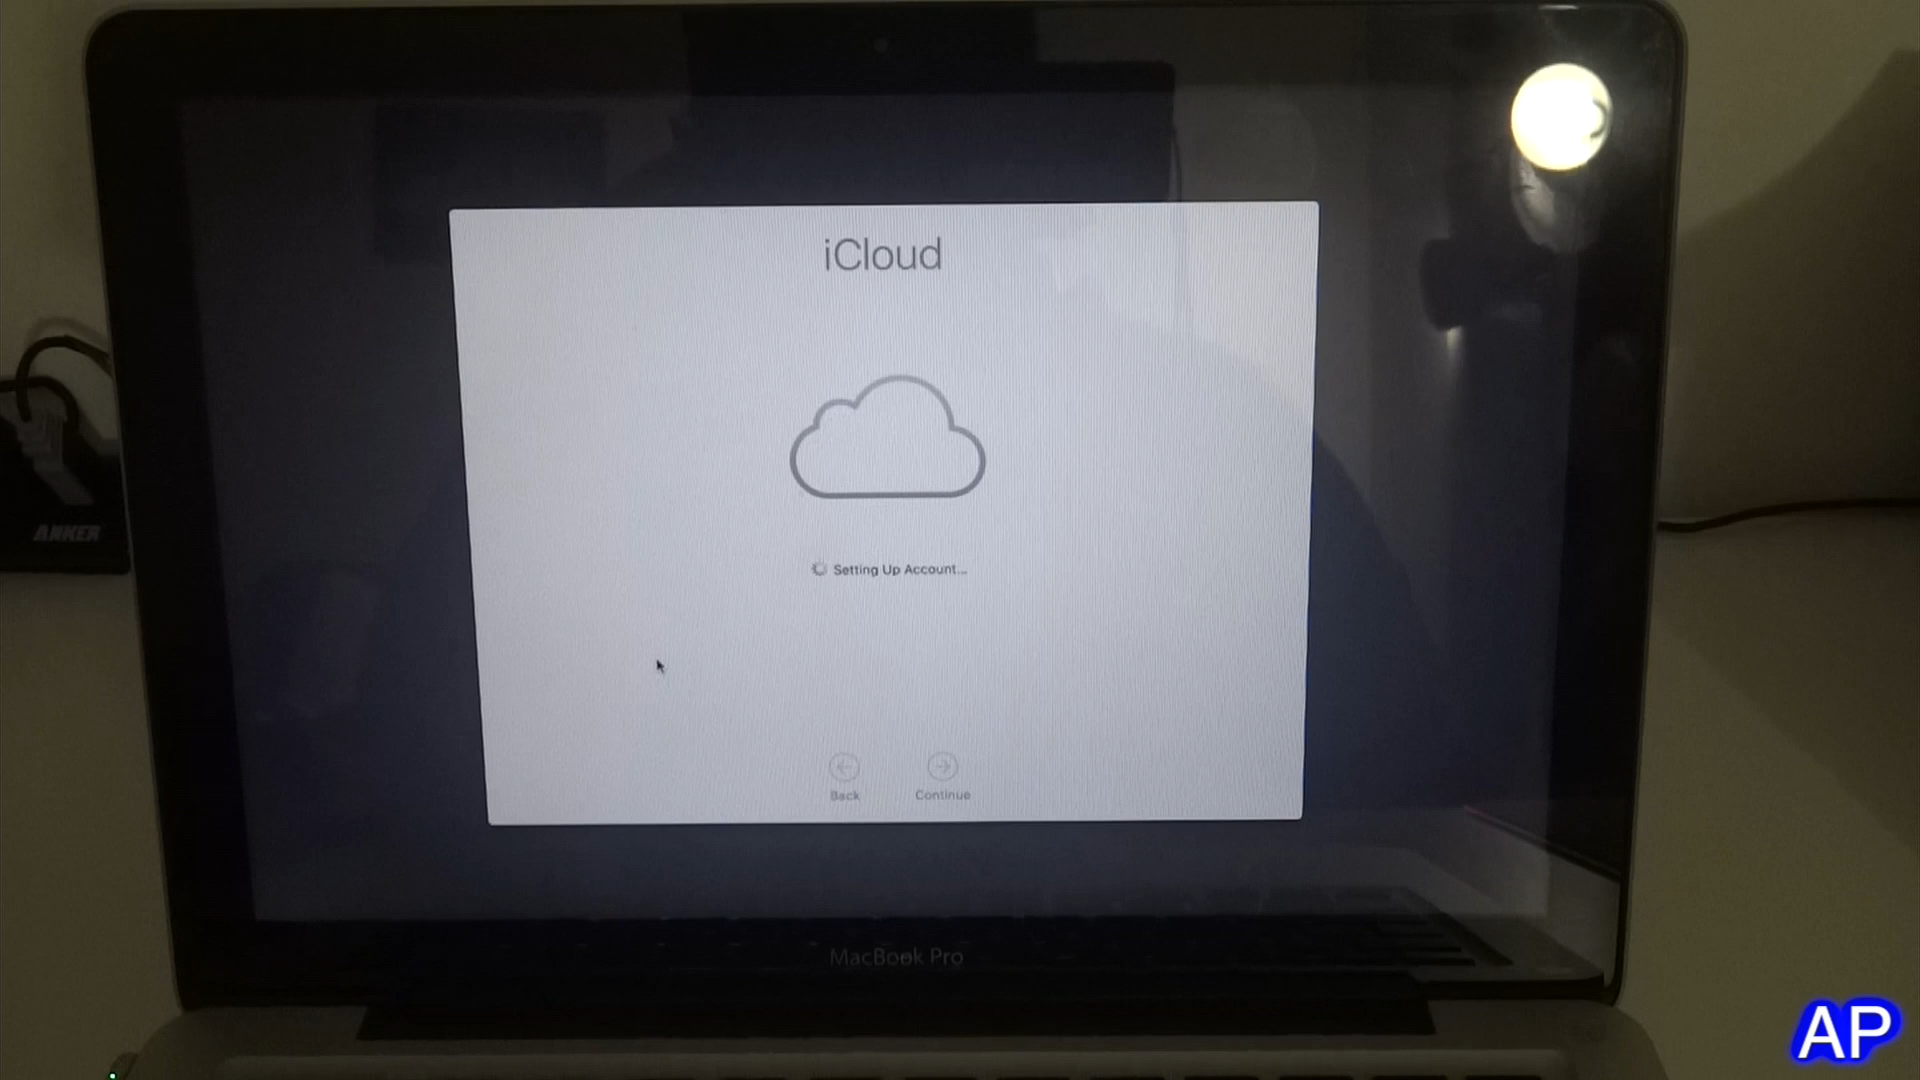 iCloud
Setting Up Account...
Back
Continue
ANKER
MacBook Pro
AP